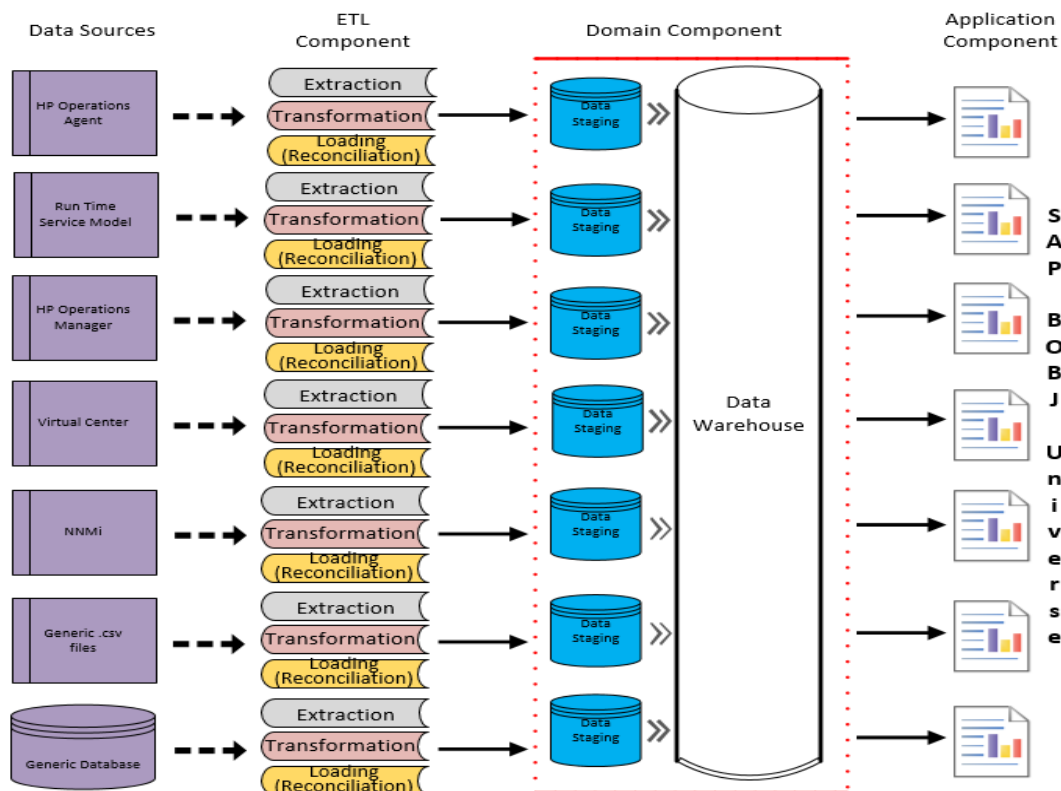 Data Sources
ETL
Component
Domain Component
Application
Component
HP Operations
Agent
Extraction
Transformation
Loading
(Reconciliation)
Data
Staging
Run Time
Service Model
Extraction
Transformation
Loading
(Reconciliation)
Data
Staging
HP Operations
Manager
Extraction
Transformation
Loading
(Reconciliation)
Data
Staging
Virtual Center
Extraction
Transformation
Loading
(Reconciliation)
Data
Staging
Data
Warehouse
NNMi
Extraction
Transformation
Loading
(Reconciliation)
Data
Staging
Generic .csv
files
Extraction
Transformation
Loading
(Reconciliation)
Data
Staging
Generic Database
Extraction
Transformation
Loading
(Reconciliation)
Data
Staging
SAP BOBJ Universe